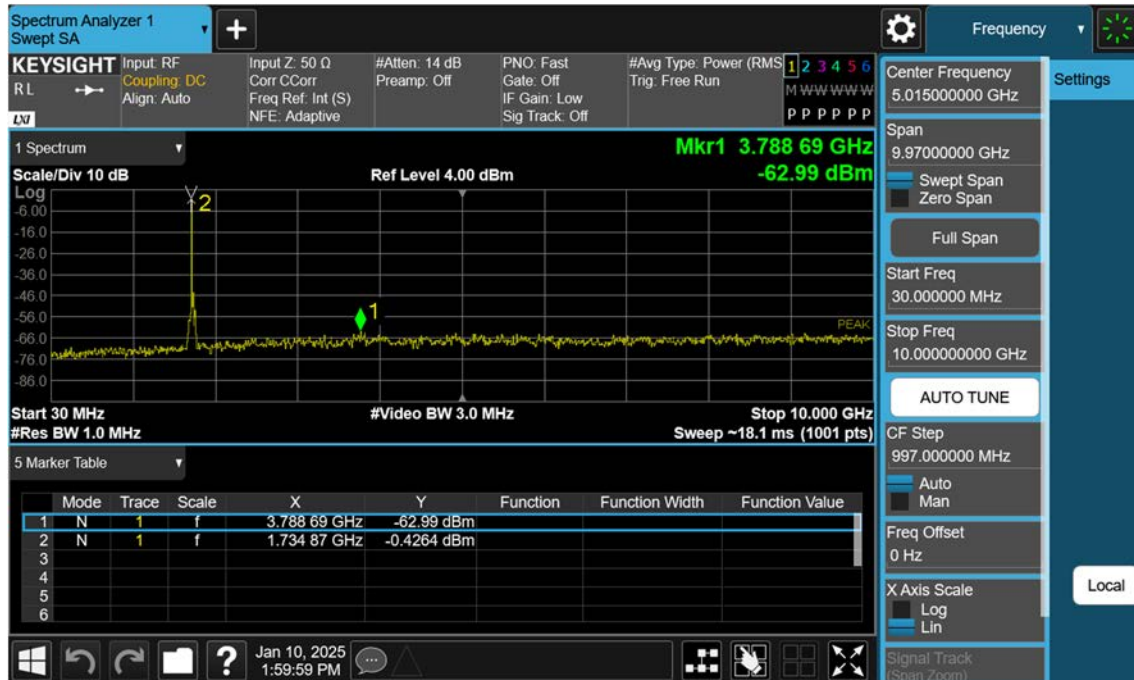 Spectrum Analyzer 1
Swept SA
Frequency
KEYSIGHT
RL
LXI
Input: RF
Coupling: DC
Align: Auto
Input Z: 50 Ω
Corr CCorr
Freq Ref: Int (S)
NFE: Adaptive
#Atten: 14 dB
Preamp: Off
PNO: Fast
Gate: Off
IF Gain: Low
Sig Track: Off
#Avg Type: Power (RMS
Trig: Free Run
1 2 3 4 5 6
M W W W W W
P P P P P P
1 Spectrum
Mkr1 3.788 69 GHz
-62.99 dBm
Scale/Div 10 dB
Ref Level 4.00 dBm
Log
-6.00
-16.0
-26.0
-36.0
-46.0
-56.0
-66.0
-76.0
-86.0
2
1
PEAK
Start 30 MHz
#Video BW 3.0 MHz
Stop 10.000 GHz
#Res BW 1.0 MHz
Sweep ~18.1 ms (1001 pts)
5 Marker Table
Mode Trace Scale X Y Function Function Width Function Value
1 N 1 f 3.788 69 GHz -62.99 dBm
2 N 1 f 1.734 87 GHz -0.4264 dBm
3
4
5
6
Jan 10, 2025
1:59:59 PM
Center Frequency
5.015000000 GHz
Span
9.97000000 GHz
Swept Span
Zero Span
Full Span
Start Freq
30.000000 MHz
Stop Freq
10.000000000 GHz
AUTO TUNE
CF Step
997.000000 MHz
Auto
Man
Freq Offset
0 Hz
X Axis Scale
Log
Lin
Signal Track
(Span Zoom)
Settings
Local